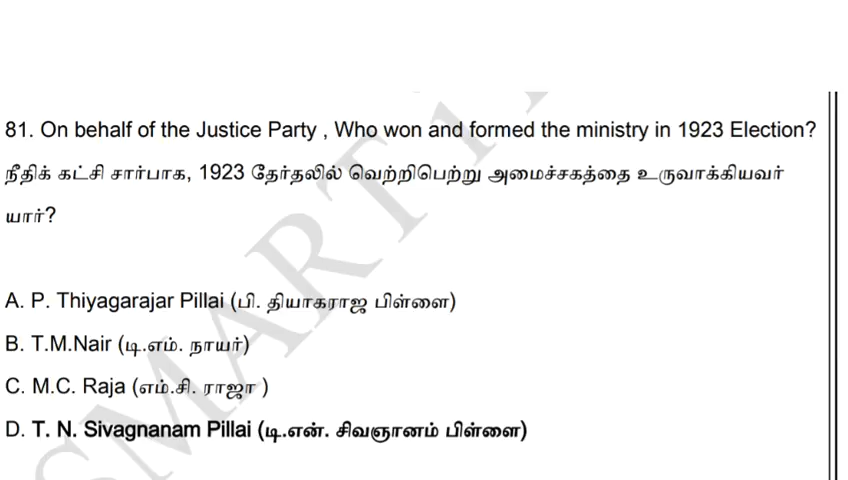 81. On behalf of the Justice Party , Who won and formed the ministry in 1923 Election?
நீதிக் கட்சி சார்பாக, 1923 தேர்தலில் வெற்றிபெற்று அமைச்சகத்தை உருவாக்கியவர்
யார்?
A. P. Thiyagarajar Pillai (பி. தியாகராஜ பிள்ளை)
B. T.M.Nair (டி.எம். நாயர்)
C. M.C. Raja (எம்.சி. ராஜா )
D. T. N. Sivagnanam Pillai (டி.என். சிவஞானம் பிள்ளை)
SMART